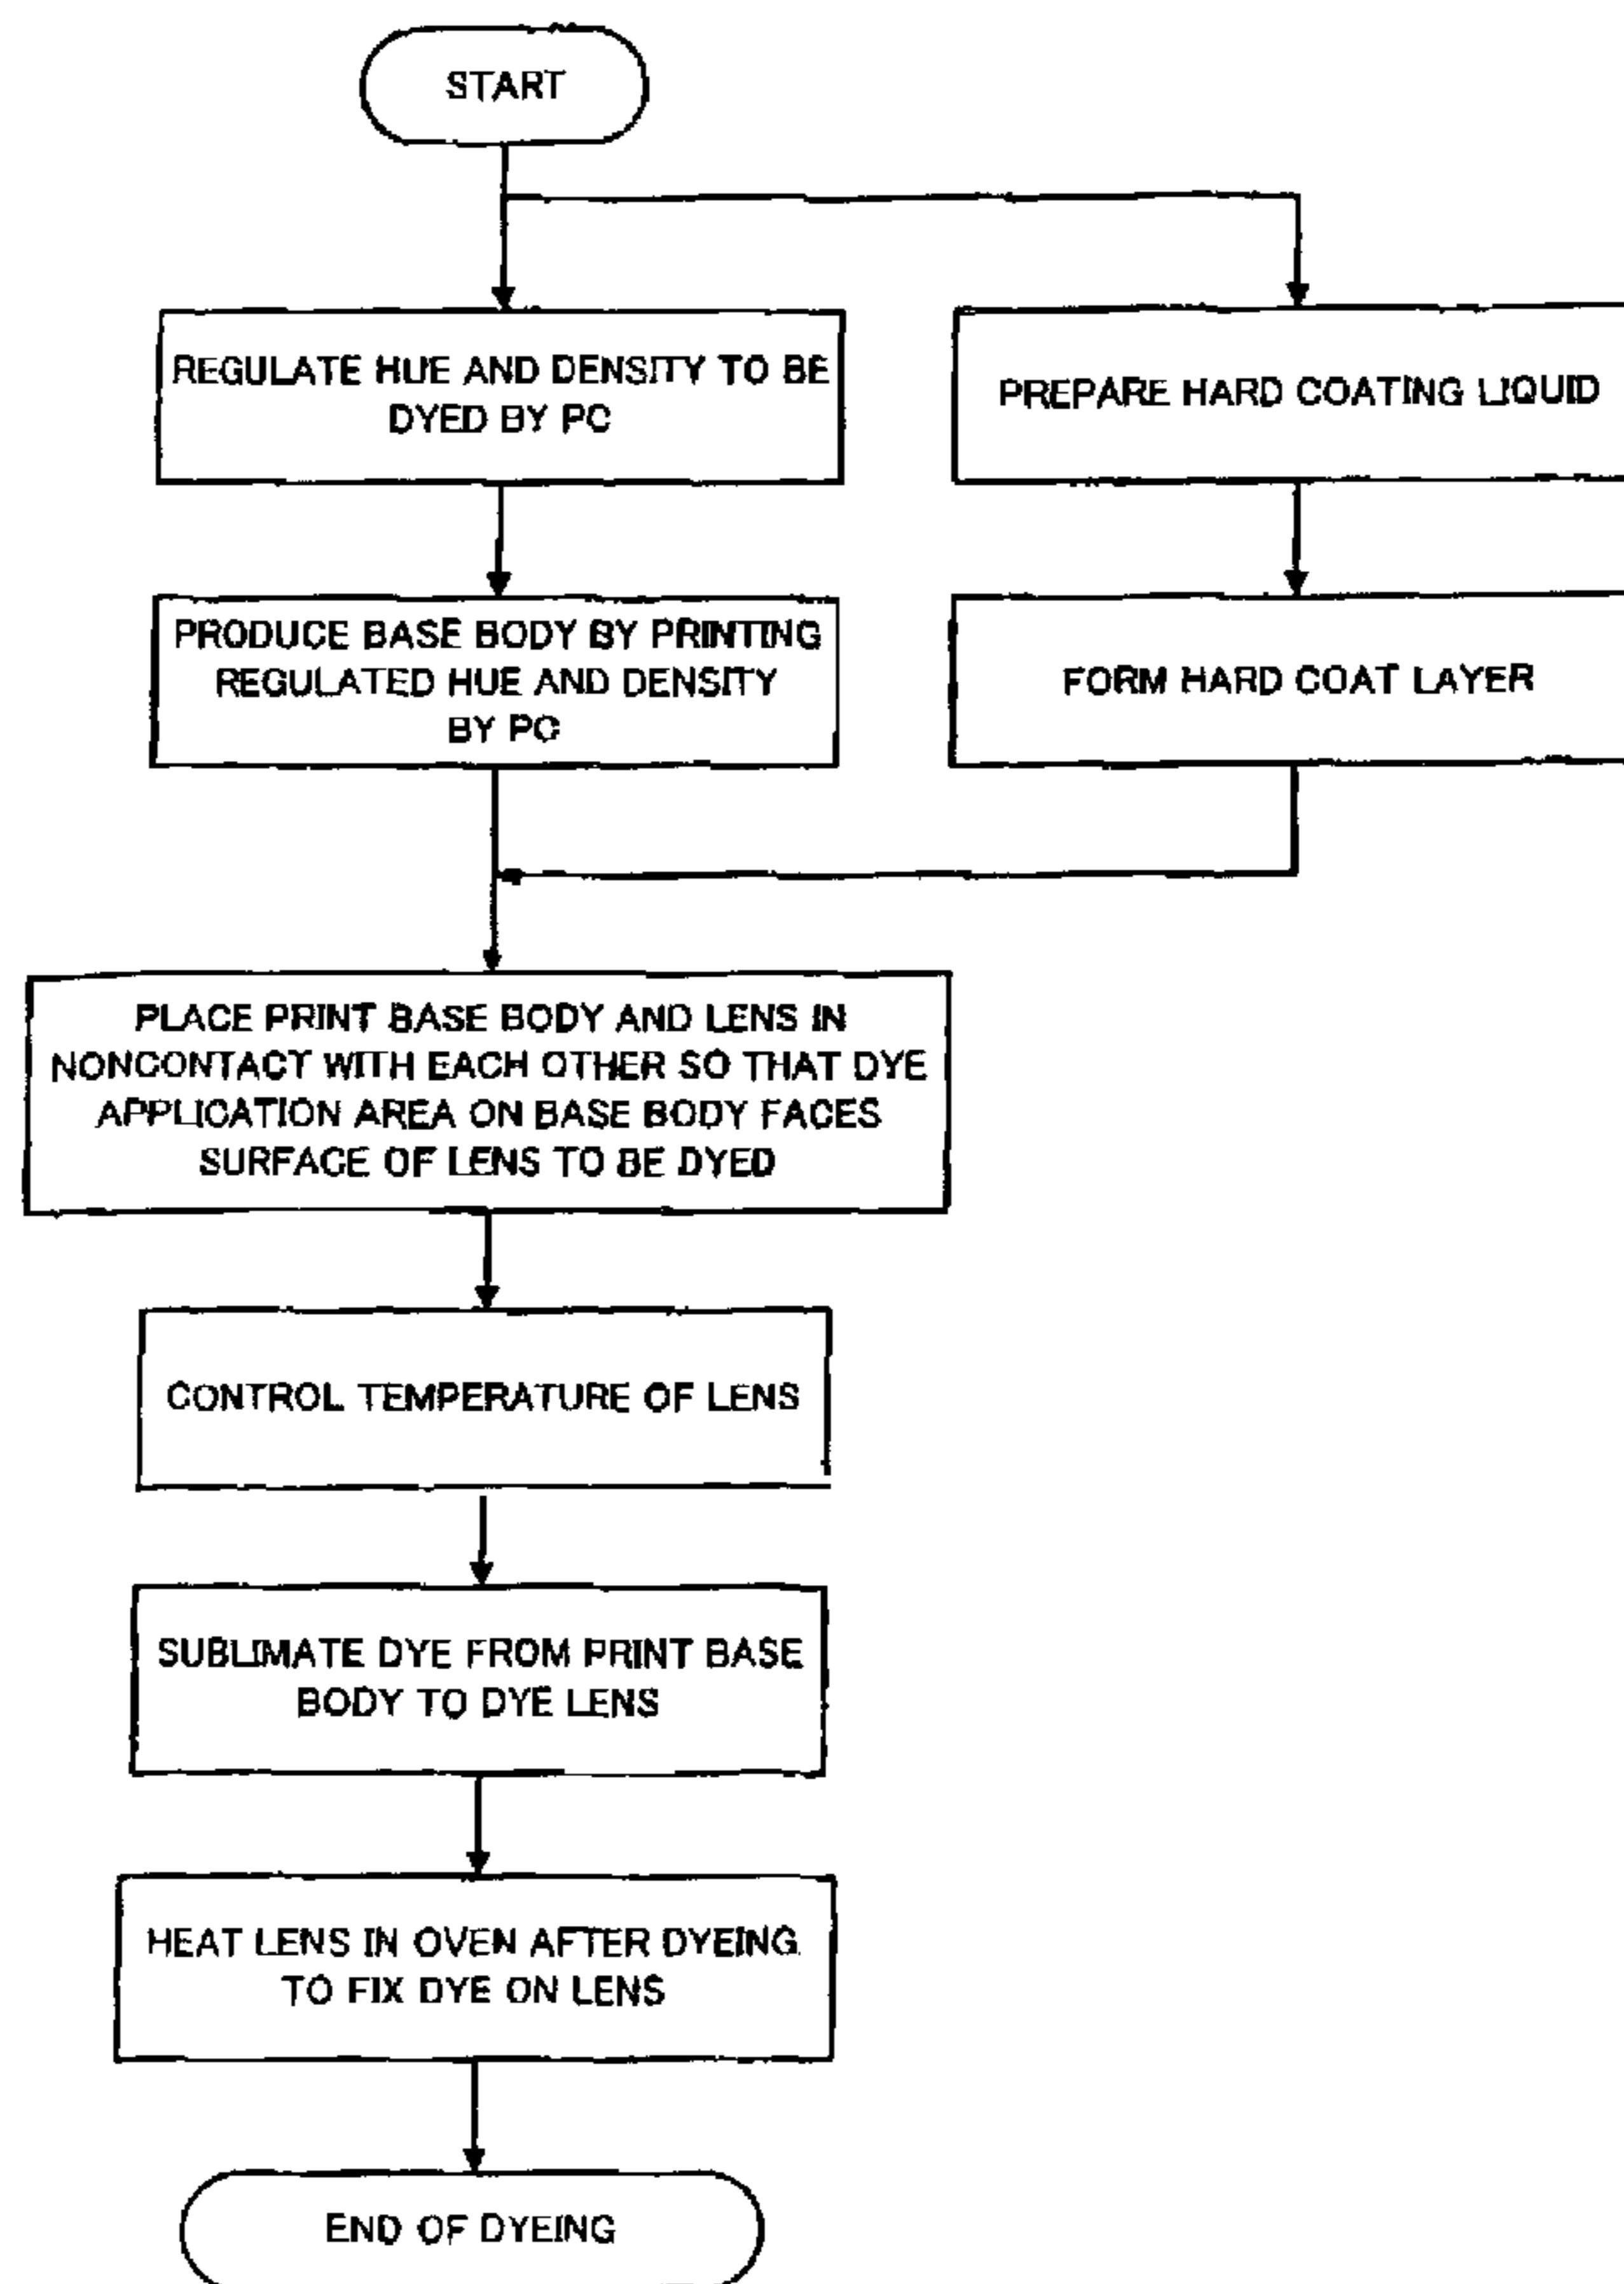 START
REGULATE HUE AND DENSITY TO BE
DYED BY PC
PREPARE HARD COATING LIQUID
PRODUCE BASE BODY BY PRINTING
REGULATED HUE AND DENSITY
BY PC
FORM HARD COAT LAYER
PLACE PRINT BASE BODY AND LENS IN
NONCONTACT WITH EACH OTHER SO THAT DYE
APPLICATION AREA ON BASE BODY FACES
SURFACE OF LENS TO BE DYED
CONTROL TEMPERATURE OF LENS
SUBLIMATE DYE FROM PRINT BASE
BODY TO DYE LENS
HEAT LENS IN OVEN AFTER DYEING
TO FIX DYE ON LENS
END OF DYEING